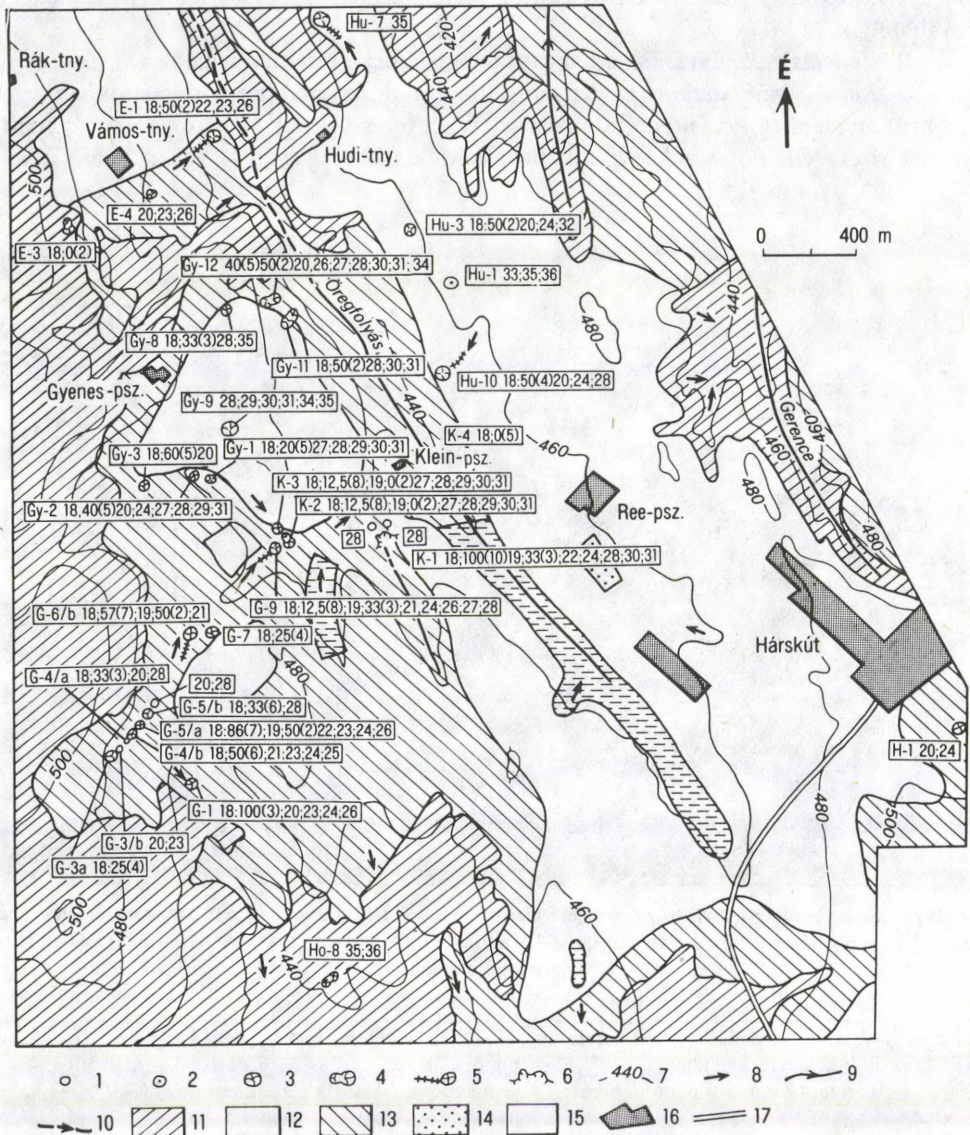 Hu-7 35
420
440
É
Rák-tny.
E-1 18;50(2)22,23,26
Vámos-tny.
Hudi-tny.
500
E-4 20;23;26
0 400 m
Hu-3 18:50(2)20;24;32
E-3 18;0(2)
Gy-12 40(5)50(2)20,26;27;28;30;31;34
Hu-1 33;35;36
Öregfolyás
480
440
Gy-8 18;33(3)28;35
Gy-11 18;50(2)28;30;31
Hu-10 18:50(4)20;24;28
Gyenes-psz.
Gy-9 28;29;30;31;34;35
440
Gerence
460
K-4 18;0(5)
460
Gy-1 18;20(5)27;28;29;30;31
460
Gy-3 18;60(5)20
Klein-psz.
480
K-3 18;12,5(8);19,0(2)27;28;29;30;31
K-2 18;12,5(8);19;0(2);27;28;29;30;31
Ree-psz.
480
Gy-2 18,40(5)20;24;27;28;29;31
28
28
K-1 18;100(10)19;33(3);22;24;28;30;31
G-6/b 18;57(7);19,50(2);21
G-9 18;12,5(8);19,33(3);21,24;26;27;28
G-7 18;25(4)
Hárskút
G-4/a 18;33(3);20;28
480
20;28
G-5/b 18;33(6);28
G-5/a 18:86(7);19;50(2)22;23;24;26
H-1 20;24
500
G-4/b 18;50(6),21;23,24;25
480
G-1 18:100(3);20;23;24;26
500
G-3/b 20;23
G-3a 18:25(4)
460
500
480
Ho-8 35;36
440
1 2 3 4 5 6 440 7 8 9
10 11 12 13 14 15 16 17